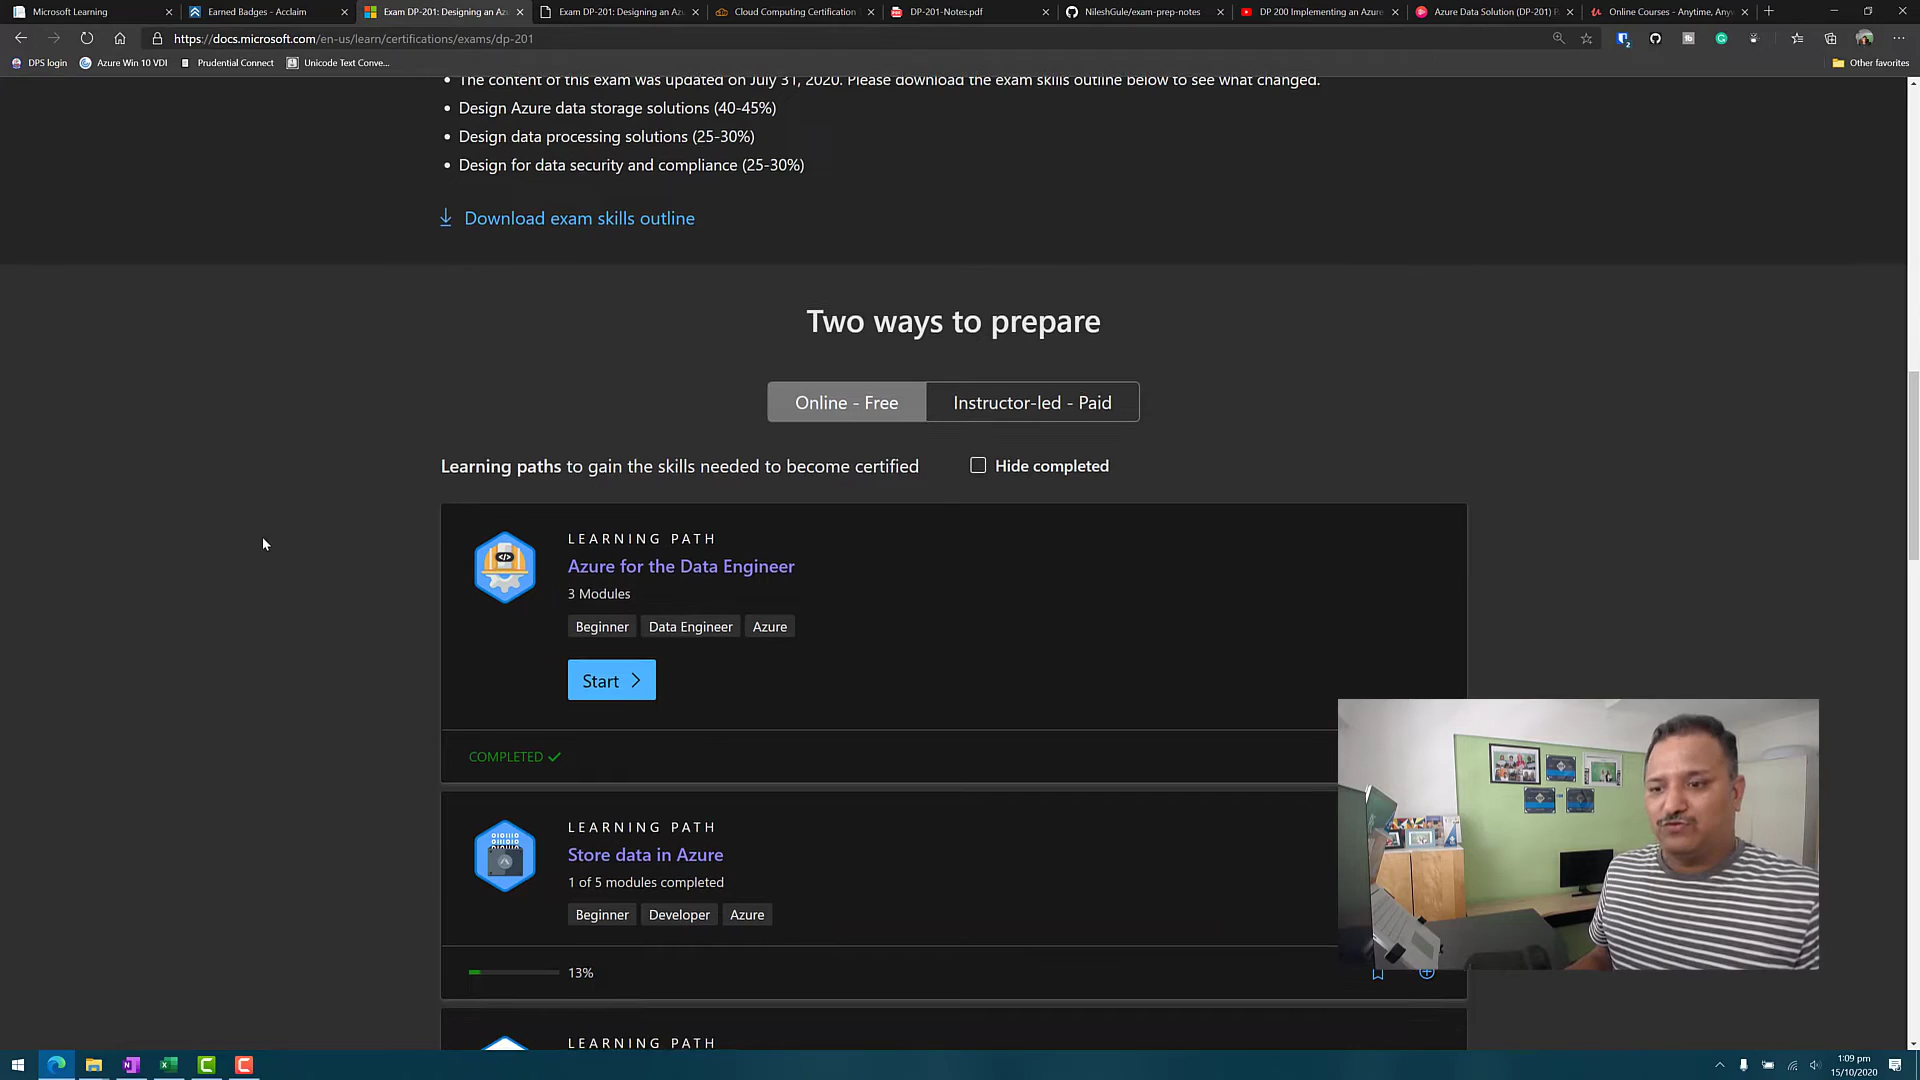 Microsoft Learning
Earned Badges - Acclaim
Exam DP-201: Designing an Az
Exam DP-201: Designing an Az
Cloud Computing Certification
DP-201-Notes.pdf
NileshGule/exam-prep-notes
DP 200 Implementing an Azure
Azure Data Solution (DP-201) P
Online Courses - Anytime, Any
https://docs.microsoft.com/en-us/learn/certifications/exams/dp-201
DPS login
Azure Win 10 VDI
Prudential Connect
Unicode Text Conve...
Other favorites
The content of this exam was updated on July 31, 2020. Please download the exam skills outline below to see what changed.
Design Azure data storage solutions (40-45%)
Design data processing solutions (25-30%)
Design for data security and compliance (25-30%)
Download exam skills outline
Two ways to prepare
Online - Free
Instructor-led - Paid
Learning paths to gain the skills needed to become certified
Hide completed
LEARNING PATH
Azure for the Data Engineer
3 Modules
Beginner
Data Engineer
Azure
Start
COMPLETED
LEARNING PATH
Store data in Azure
1 of 5 modules completed
Beginner
Developer
Azure
13%
LEARNING PATH
1:09 pm
15/10/2020